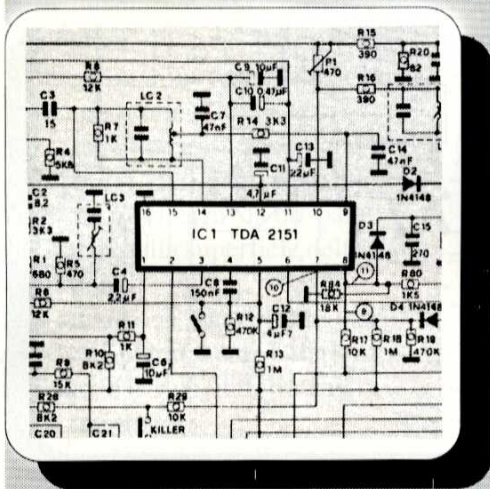 R15
390
R20
82
P1
470
R16
390
C9 10µF
C10 0,47µF
R14 3K3
R8
12K
LC2
C3
15
R7
1K
C7
47nF
C13
22µF
C11
4,7µF
C14
47nF
D2
1N4148
R4
5K6
C2
8.2
R2
3K3
LC3
16 15 14 13 12 11 10 9
IC1 TDA 2151
1 2 3 4 5 6 7 8
D3
1N4148
C15
270
R1
680
R5
470
C4
2,2µF
C8
150nF
10
11
R84
18K
R80
1K5
R6
12K
R11
1K
R12
470K
C12
4µF7
8
D4 1N4148
R10
8K2
C6
10µF
R13
1M
R17
10K
R18
1M
R19
470K
R9
15K
R26
8K2
R29
10K
C20
C21
KILLER